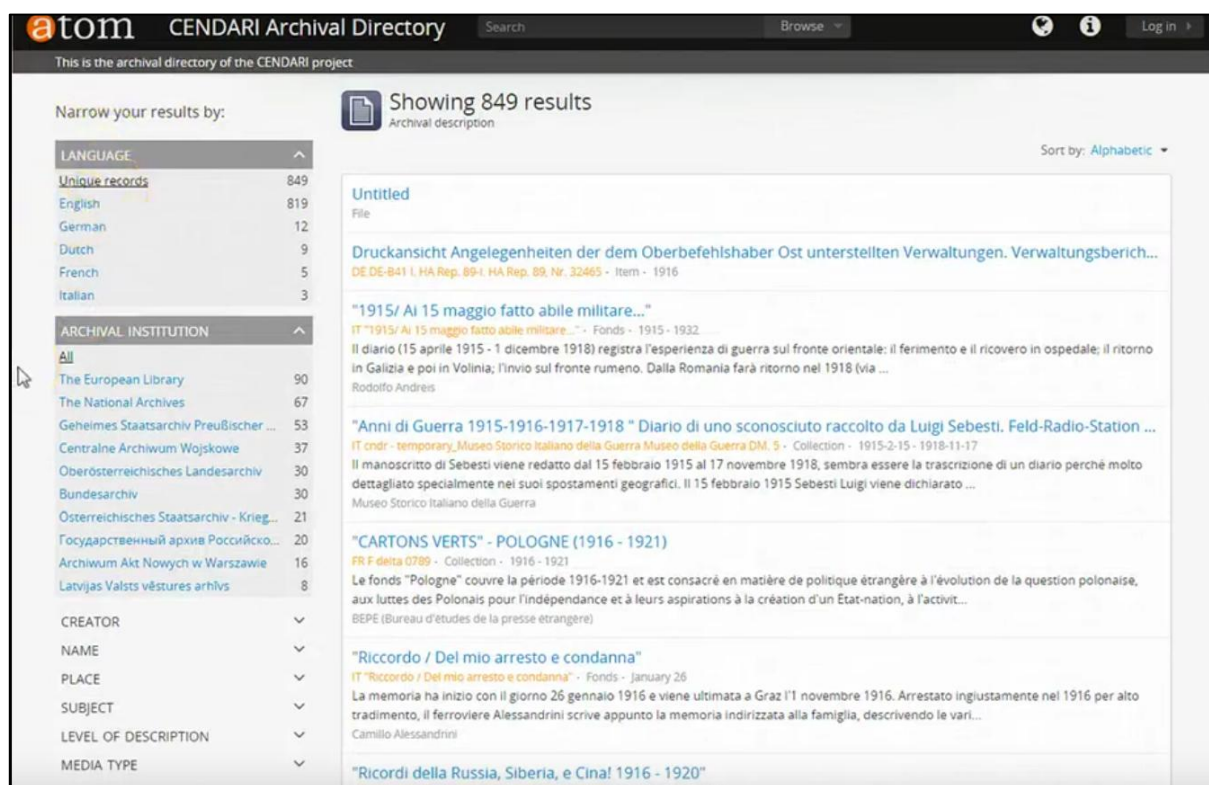 atom CENDARI Archival Directory Search Browse Log in
This is the archival directory of the CENDARI project
Narrow your results by:
LANGUAGE
Unique records 849
English 819
German 12
Dutch 9
French 5
Italian 3
ARCHIVAL INSTITUTION
All
The European Library 90
The National Archives 67
Geheimes Staatsarchiv Preußischer ... 53
Centralne Archiwum Wojskowe 37
Oberösterreichisches Landesarchiv 30
Bundesarchiv 30
Österreichisches Staatsarchiv - Krieg... 21
Государственный архив Российско... 20
Archiwum Akt Nowych w Warszawie 16
Latvijas Valsts vēstures arhīvs 8
CREATOR
NAME
PLACE
SUBJECT
LEVEL OF DESCRIPTION
MEDIA TYPE
Showing 849 results
Archival description
Sort by: Alphabetic
Untitled
File
Druckansicht Angelegenheiten der dem Oberbefehlshaber Ost unterstellten Verwaltungen. Verwaltungsberich...
DE DE-B41 I. HA Rep. 89-I. HA Rep. 89, Nr. 32465 - Item - 1916
"1915/ Ai 15 maggio fatto abile militare..."
IT "1915/ Ai 15 maggio fatto abile militare..." - Fonds - 1915 - 1932
Il diario (15 aprile 1915 - 1 dicembre 1918) registra l'esperienza di guerra sul fronte orientale: il ferimento e il ricovero in ospedale; il ritorno
in Galizia e poi in Volinia; l'invio sul fronte rumeno. Dalla Romania farà ritorno nel 1918 (via ...
Rodolfo Andreis
"Anni di Guerra 1915-1916-1917-1918 " Diario di uno sconosciuto raccolto da Luigi Sebesti. Feld-Radio-Station ...
IT cndr - temporary_Museo Storico Italiano della Guerra Museo della Guerra DM. 5 - Collection - 1915-2-15 - 1918-11-17
Il manoscritto di Sebesti viene redatto dal 15 febbraio 1915 al 17 novembre 1918, sembra essere la trascrizione di un diario perché molto
dettagliato specialmente nei suoi spostamenti geografici. Il 15 febbraio 1915 Sebesti Luigi viene dichiarato ...
Museo Storico Italiano della Guerra
"CARTONS VERTS" - POLOGNE (1916 - 1921)
FR F delta 0789 - Collection - 1916 - 1921
Le fonds "Pologne" couvre la période 1916-1921 et est consacré en matière de politique étrangère à l'évolution de la question polonaise,
aux luttes des Polonais pour l'indépendance et à leurs aspirations à la création d'un Etat-nation, à l'activit...
BEPE (Bureau d'études de la presse étrangère)
"Riccordo / Del mio arresto e condanna"
IT "Riccordo / Del mio arresto e condanna" - Fonds - January 26
La memoria ha inizio con il giorno 26 gennaio 1916 e viene ultimata a Graz l'1 novembre 1916. Arrestato ingiustamente nel 1916 per alto
tradimento, il ferroviere Alessandrini scrive appunto la memoria indirizzata alla famiglia, descrivendo le vari...
Camillo Alessandrini
"Ricordi della Russia, Siberia, e Cina! 1916 - 1920"